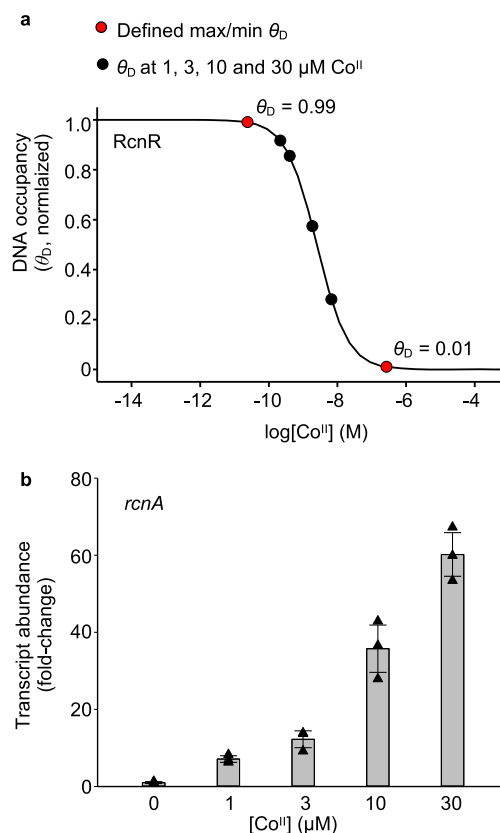 a
Defined max/min θD
θD at 1, 3, 10 and 30 µM CoII
θD = 0.99
RcnR
1.0
0.8
0.6
0.4
0.2
0
DNA occupancy
(θD, normlaized)
θD = 0.01
-14 -12 -10 -8 -6 -4
log[CoII] (M)
b
rcnA
80
60
40
20
0
Transcript abundance
(fold-change)
0 1 3 10 30
[CoII] (µM)